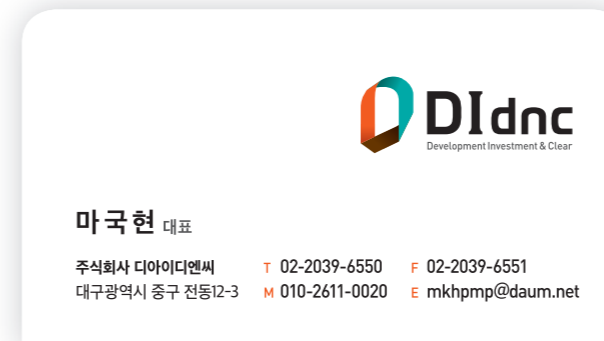 DIdnc
Development Investment & Clear
마국현 대표
주식회사 디아이디엔씨 T 02-2039-6550 F 02-2039-6551
대구광역시 중구 전동12-3 M 010-2611-0020 E mkhpmp@daum.net